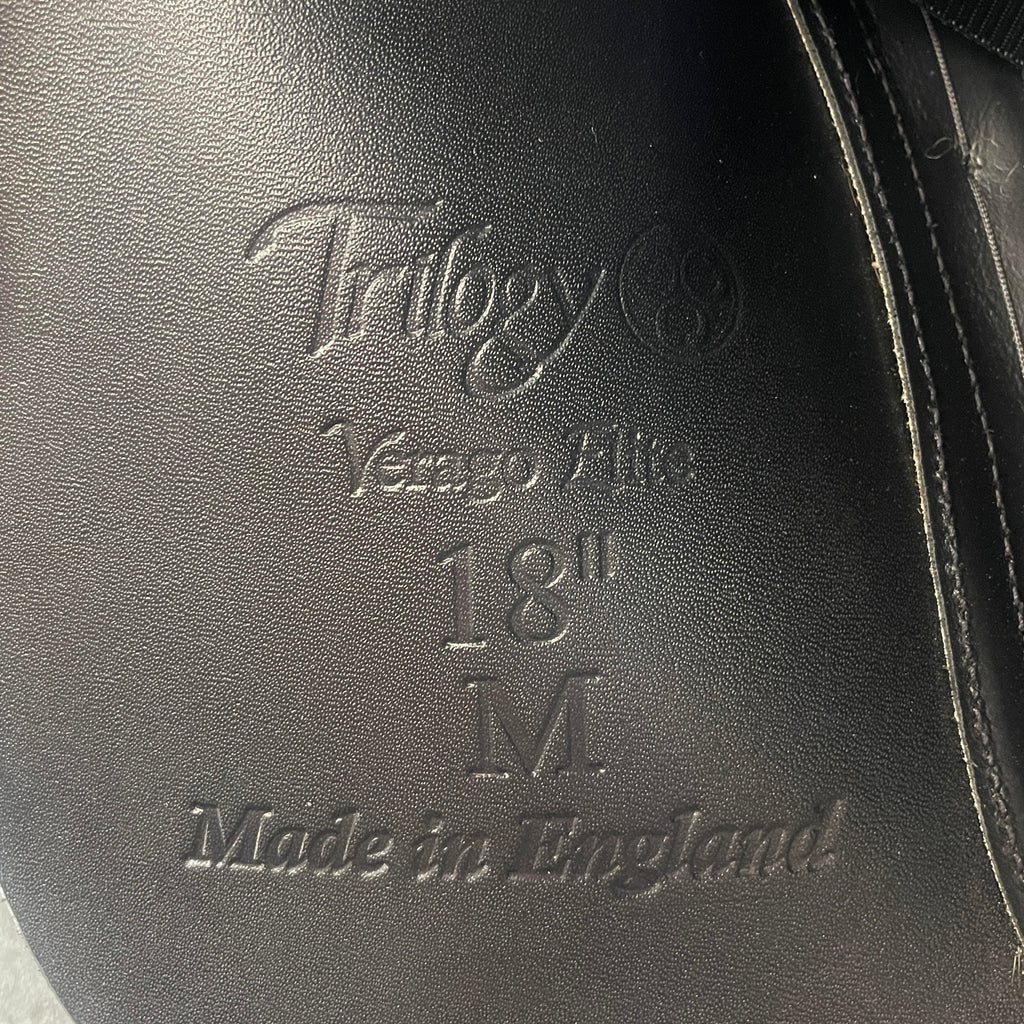 Trilogy
Verago Elite
18"
M
Made in England